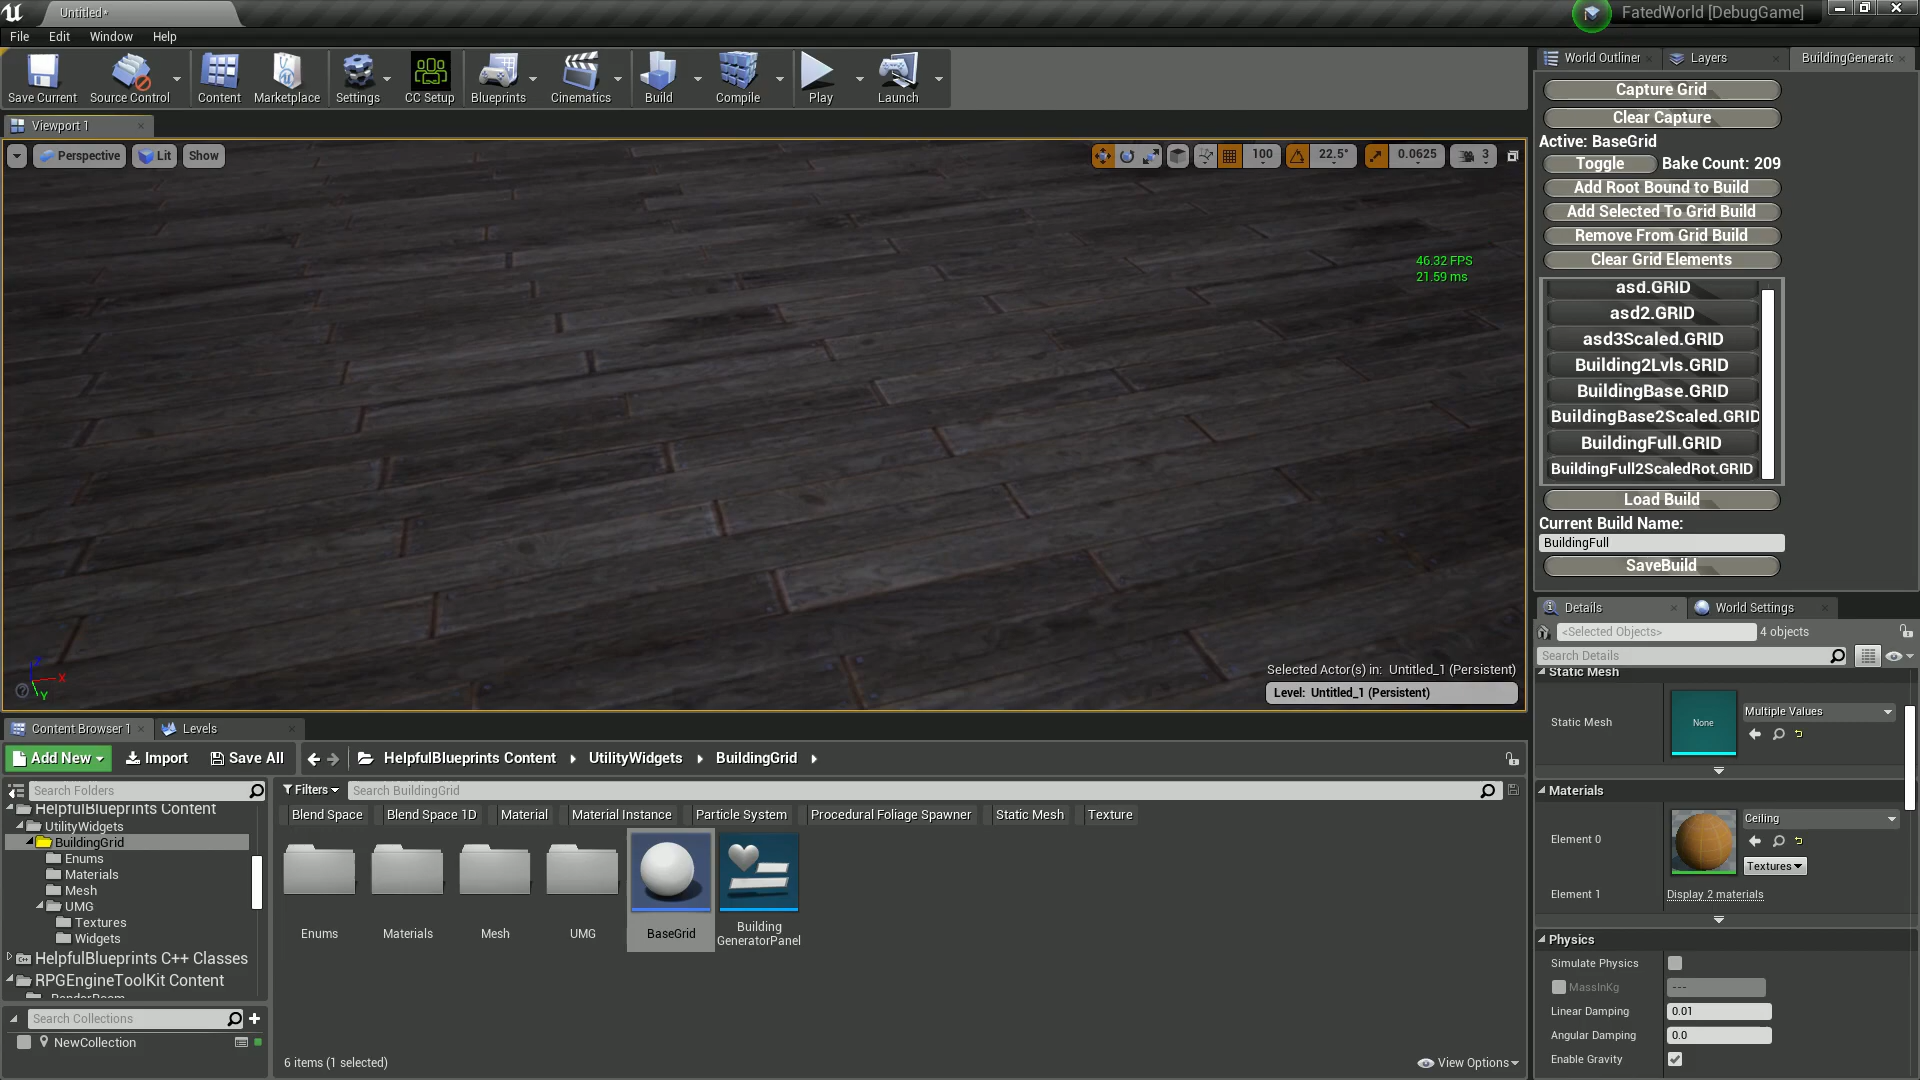 Untitled*
FatedWorld [DebugGame]
File Edit Window Help
Save Current
Source Control
Content
Marketplace
Settings
CC Setup
Blueprints
Cinematics
Build
Compile
Play
Launch
World Outliner
Layers
BuildingGenerato
Capture Grid
Clear Capture
Active: BaseGrid
Toggle
Bake Count: 209
Add Root Bound to Build
Add Selected To Grid Build
Remove From Grid Build
Clear Grid Elements
asd.GRID
asd2.GRID
asd3Scaled.GRID
Building2Lvls.GRID
BuildingBase.GRID
BuildingBase2Scaled.GRID
BuildingFull.GRID
BuildingFull2ScaledRot.GRID
Load Build
Current Build Name:
BuildingFull
SaveBuild
Viewport 1
Perspective
Lit
Show
100
22.5°
0.0625
3
46.32 FPS
21.59 ms
Z
X
Y
Selected Actor(s) in: Untitled_1 (Persistent)
Level: Untitled_1 (Persistent)
Details
World Settings
<Selected Objects>
4 objects
Search Details
Static Mesh
Static Mesh
None
Multiple Values
Materials
Element 0
Ceiling
Textures
Element 1
Display 2 materials
Physics
Simulate Physics
MassInKg
---
Linear Damping
0.01
Angular Damping
0.0
Enable Gravity
Content Browser 1
Levels
Add New
Import
Save All
HelpfulBlueprints Content
UtilityWidgets
BuildingGrid
Search Folders
HelpfulBlueprints Content
UtilityWidgets
BuildingGrid
Enums
Materials
Mesh
UMG
Textures
Widgets
HelpfulBlueprints C++ Classes
RPGEngineToolKit Content
RenderRoom
Search Collections
NewCollection
Filters
Search BuildingGrid
Blend Space
Blend Space 1D
Material
Material Instance
Particle System
Procedural Foliage Spawner
Static Mesh
Texture
Enums
Materials
Mesh
UMG
BaseGrid
Building
GeneratorPanel
6 items (1 selected)
View Options